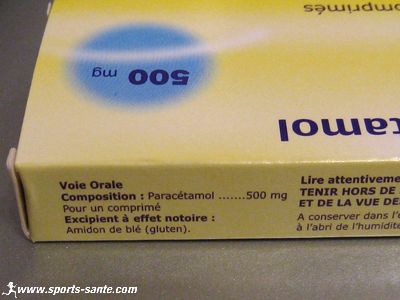 comprimés
500 mg
tamol
Voie Orale
Composition : Paracétamol .......500 mg
Pour un comprimé
Excipient à effet notoire :
Amidon de blé (gluten).
Lire attentiveme
TENIR HORS DE
ET DE LA VUE DES
A conserver dans l'
à l'abri de l'humidit
www.sports-sante.com